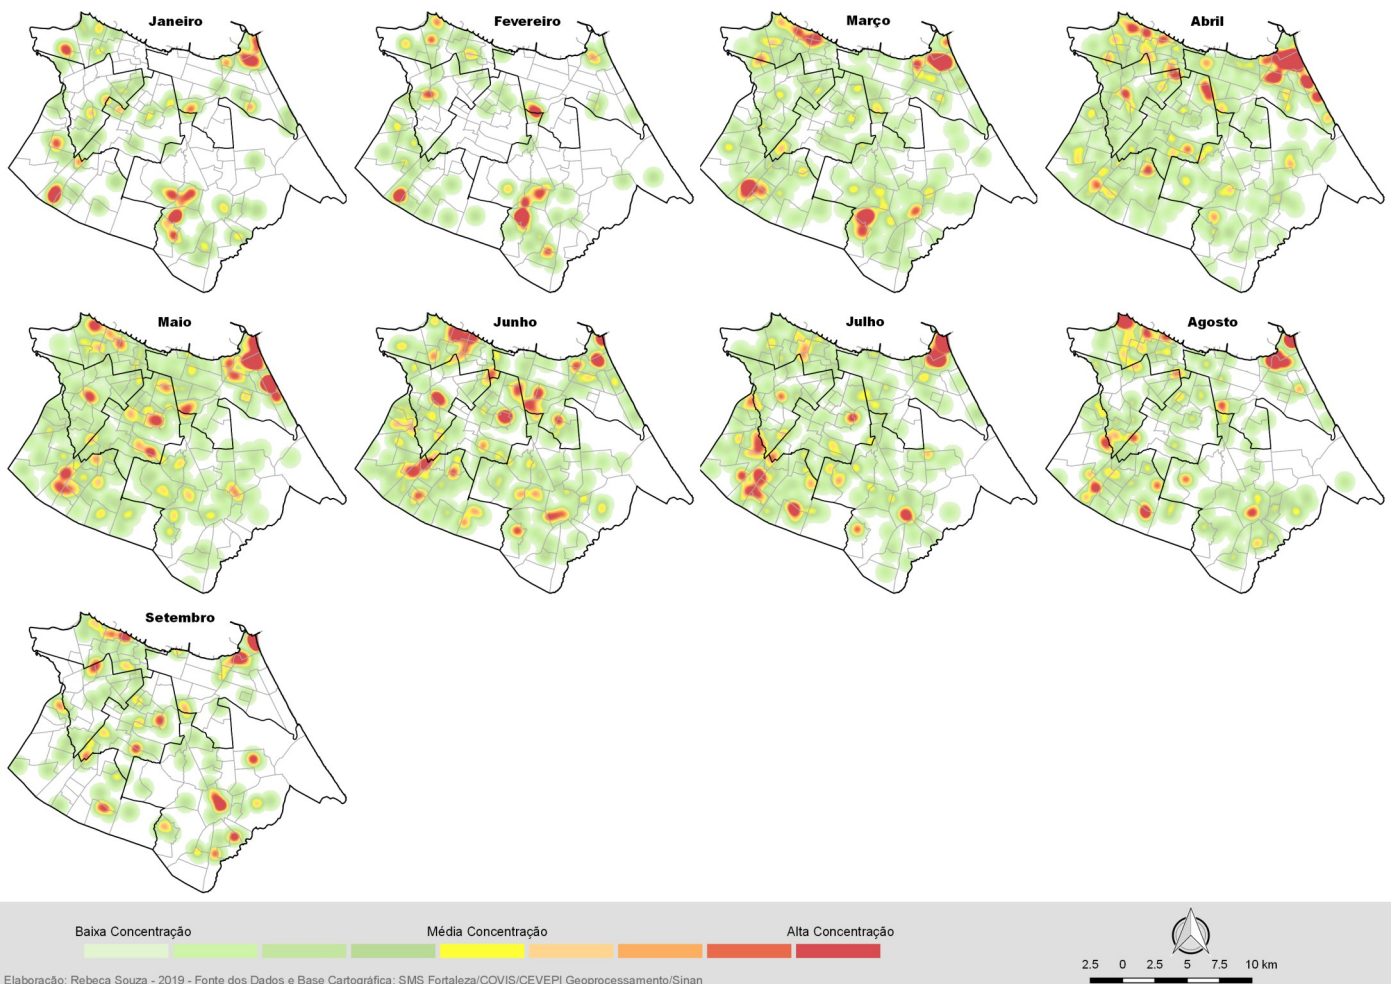 Janeiro
Fevereiro
Março
Abril
Maio
Junho
Julho
Agosto
Setembro
Baixa Concentração
Média Concentração
Alta Concentração
2.5 0 2.5 5 7.5 10 km
Elaboração: Rebeca Souza - 2019 - Fonte dos Dados e Base Cartográfica: SMS Fortaleza/COVIS/CEVEPI Geoprocessamento/Sinan